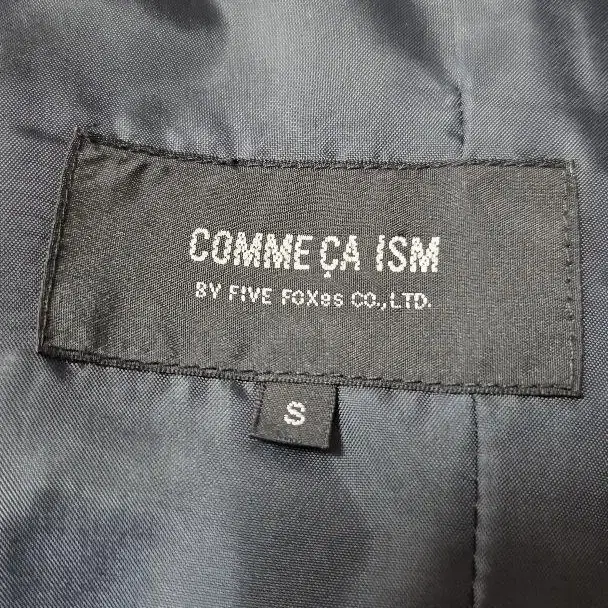 COMME ÇA ISM
BY FIVE FOXes CO.,LTD.
S